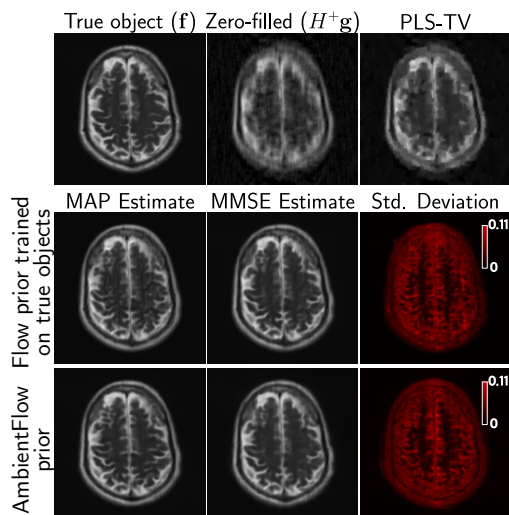 True object (f) Zero-filled (H⁺g) PLS-TV
MAP Estimate MMSE Estimate Std. Deviation
Flow prior trained
on true objects
0.11
0
AmbientFlow
prior
0.11
0